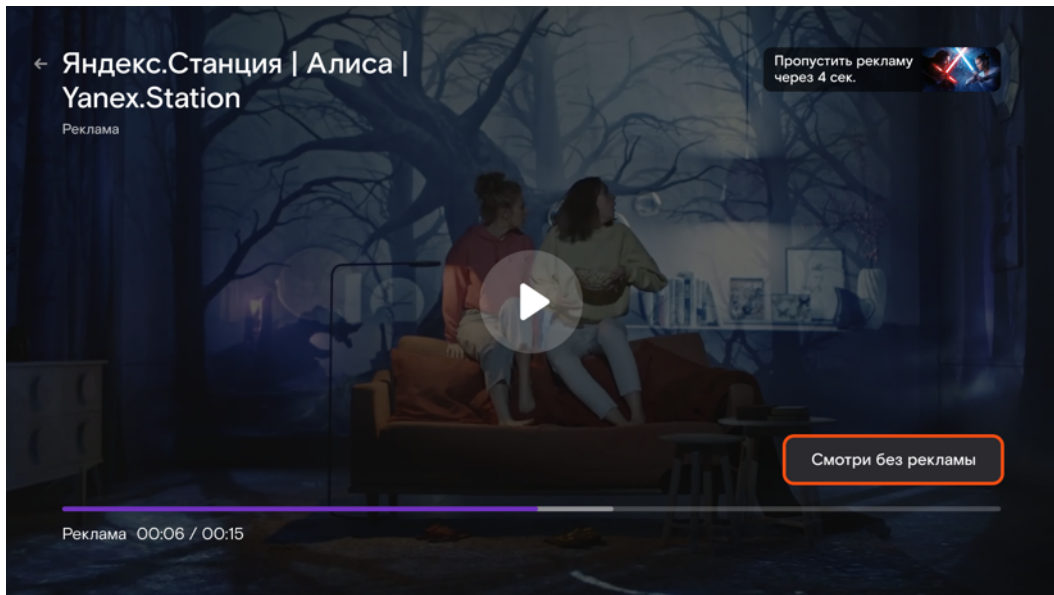 Яндекс.Станция | Алиса |
Yanex.Station
Реклама
Пропустить рекламу
через 4 сек.
Смотри без рекламы
Реклама 00:06 / 00:15